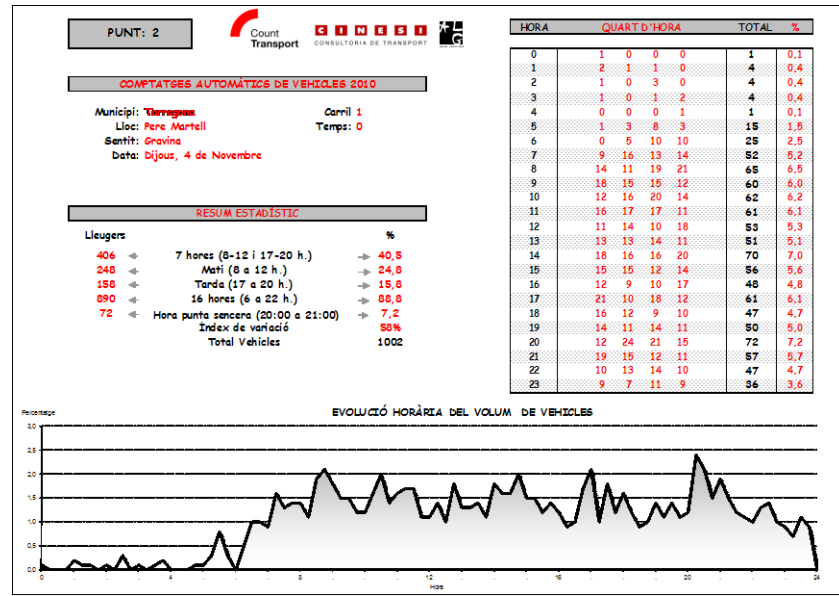 PUNT: 2
Count
Transport
CINESI
CONSULTORIA DE TRANSPORT
COMPTATGES AUTOMÀTICS DE VEHICLES 2010
Municipi: Carril 1
Lloc: Pere Martell Temps: 0
Sentit: Gravina
Data: Dijous, 4 de Novembre
RESUM ESTADÍSTIC
Lleugers %
406 7 hores (8-12 i 17-20 h.) 40,5
248 Matí (8 a 12 h.) 24,8
158 Tarda (17 a 20 h.) 15,8
890 16 hores (6 a 22 h.) 88,8
72 Hora punta sencera (20:00 a 21:00) 7,2
Índex de variació 58%
Total Vehicles 1002
HORA QUART D'HORA TOTAL %
0 1 0 0 0 1 0,1
1 2 1 1 0 4 0,4
2 1 0 3 0 4 0,4
3 1 0 1 2 4 0,4
4 0 0 0 1 1 0,1
5 1 3 8 3 15 1,5
6 0 5 10 10 25 2,5
7 9 16 13 14 52 5,2
8 14 11 19 21 65 6,5
9 18 15 15 12 60 6,0
10 12 16 20 14 62 6,2
11 16 17 17 11 61 6,1
12 11 14 10 18 53 5,3
13 13 13 14 11 51 5,1
14 18 16 16 20 70 7,0
15 15 15 12 14 56 5,6
16 12 9 10 17 48 4,8
17 21 10 18 12 61 6,1
18 16 12 9 10 47 4,7
19 14 11 14 11 50 5,0
20 12 24 21 15 72 7,2
21 19 15 12 11 57 5,7
22 10 13 14 10 47 4,7
23 9 7 11 9 36 3,6
EVOLUCIÓ HORÀRIA DEL VOLUM DE VEHICLES
Percentatge
3,0
2,5
2,0
1,5
1,0
0,5
0,0
0 4 8 12 16 20 24
Hora